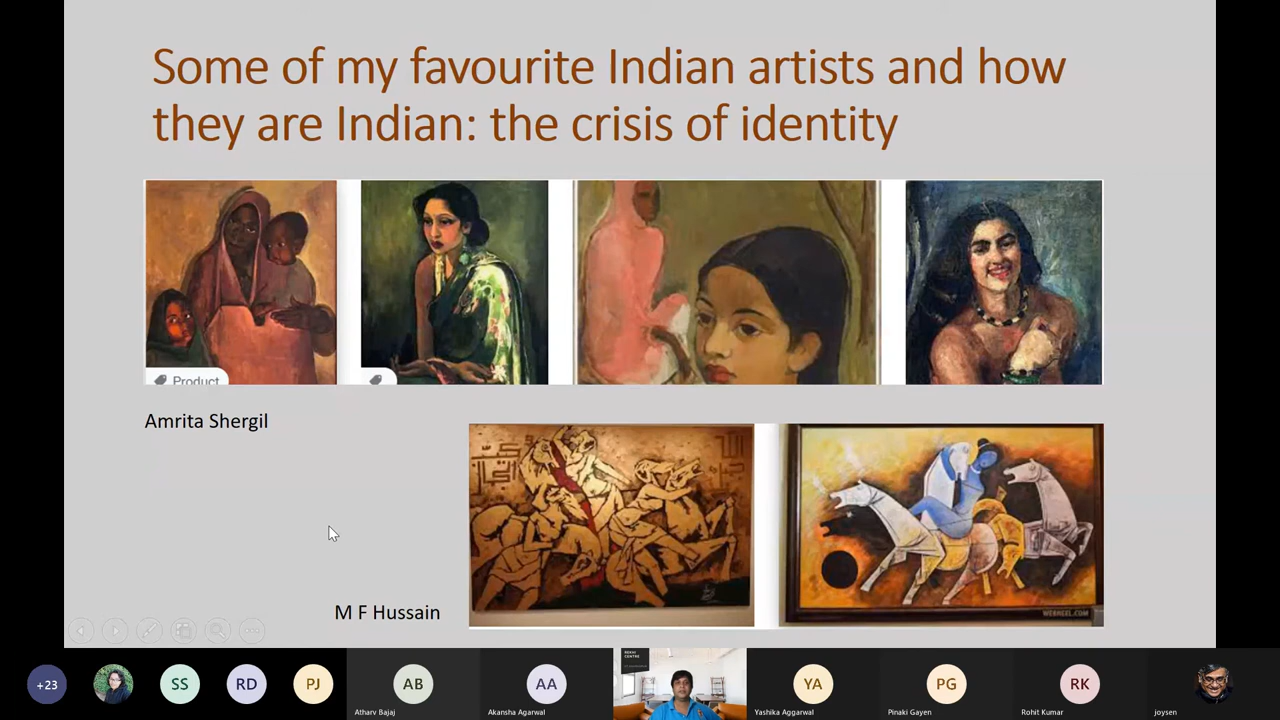 Some of my favourite Indian artists and how
they are Indian: the crisis of identity
Product
Amrita Shergil
M F Hussain
WEBNEEL.COM
+23
SS
RD
PJ
AB
Atharv Bajaj
AA
Akansha Agarwal
YA
Yashika Aggarwal
PG
Pinaki Gayen
RK
Rohit Kumar
joysen